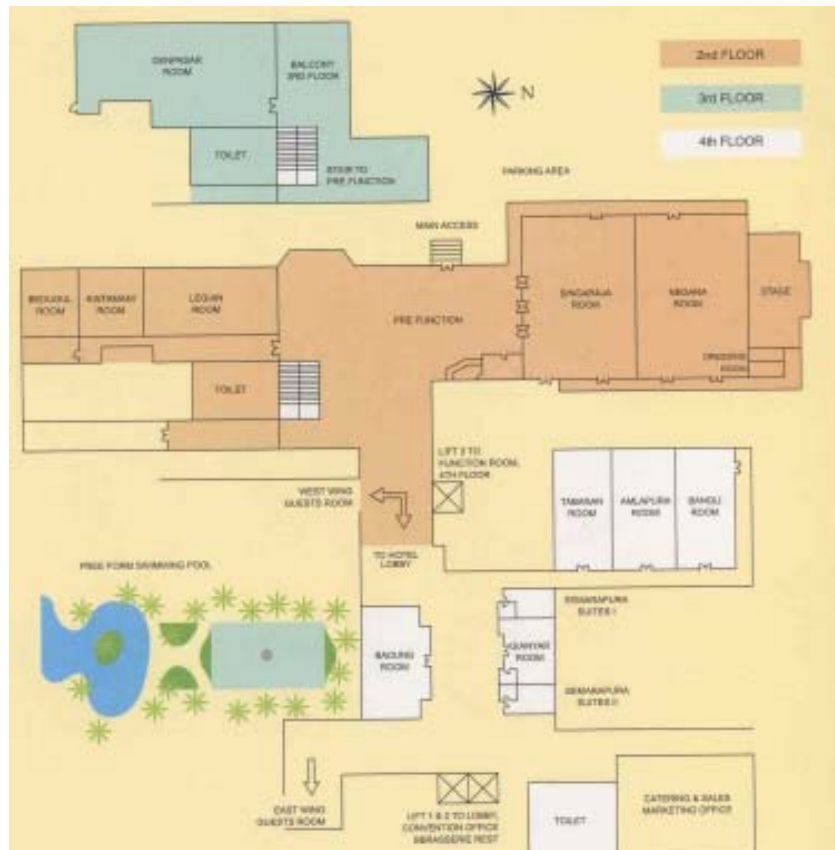 DENPASAR
ROOM
BALCONY
3RD FLOOR
TOILET
STAIR TO
PRE FUNCTION
2nd FLOOR
3rd FLOOR
4th FLOOR
N
PARKING AREA
MAIN ACCESS
BEDUGUL
ROOM
KINTAMANI
ROOM
LEGIAN
ROOM
PRE FUNCTION
SINGARAJA
ROOM
NEGARA
ROOM
STAGE
DRESSING
ROOM
TOILET
LIFT 3 TO
FUNCTION ROOM,
4TH FLOOR
WEST WING
GUESTS ROOM
TO HOTEL
LOBBY
TABANAN
ROOM
AMLAPURA
ROOM
BANGLI
ROOM
FREE FORM SWIMMING POOL
BADUNG
ROOM
SEMARAPURA
SUITES I
GIANYAR
ROOM
SEMARAPURA
SUITES II
EAST WING
GUESTS ROOM
LIFT 1 & 2 TO LOBBY,
CONVENTION OFFICE
BRASSERIE REST
TOILET
CATERING & SALES
MARKETING OFFICE